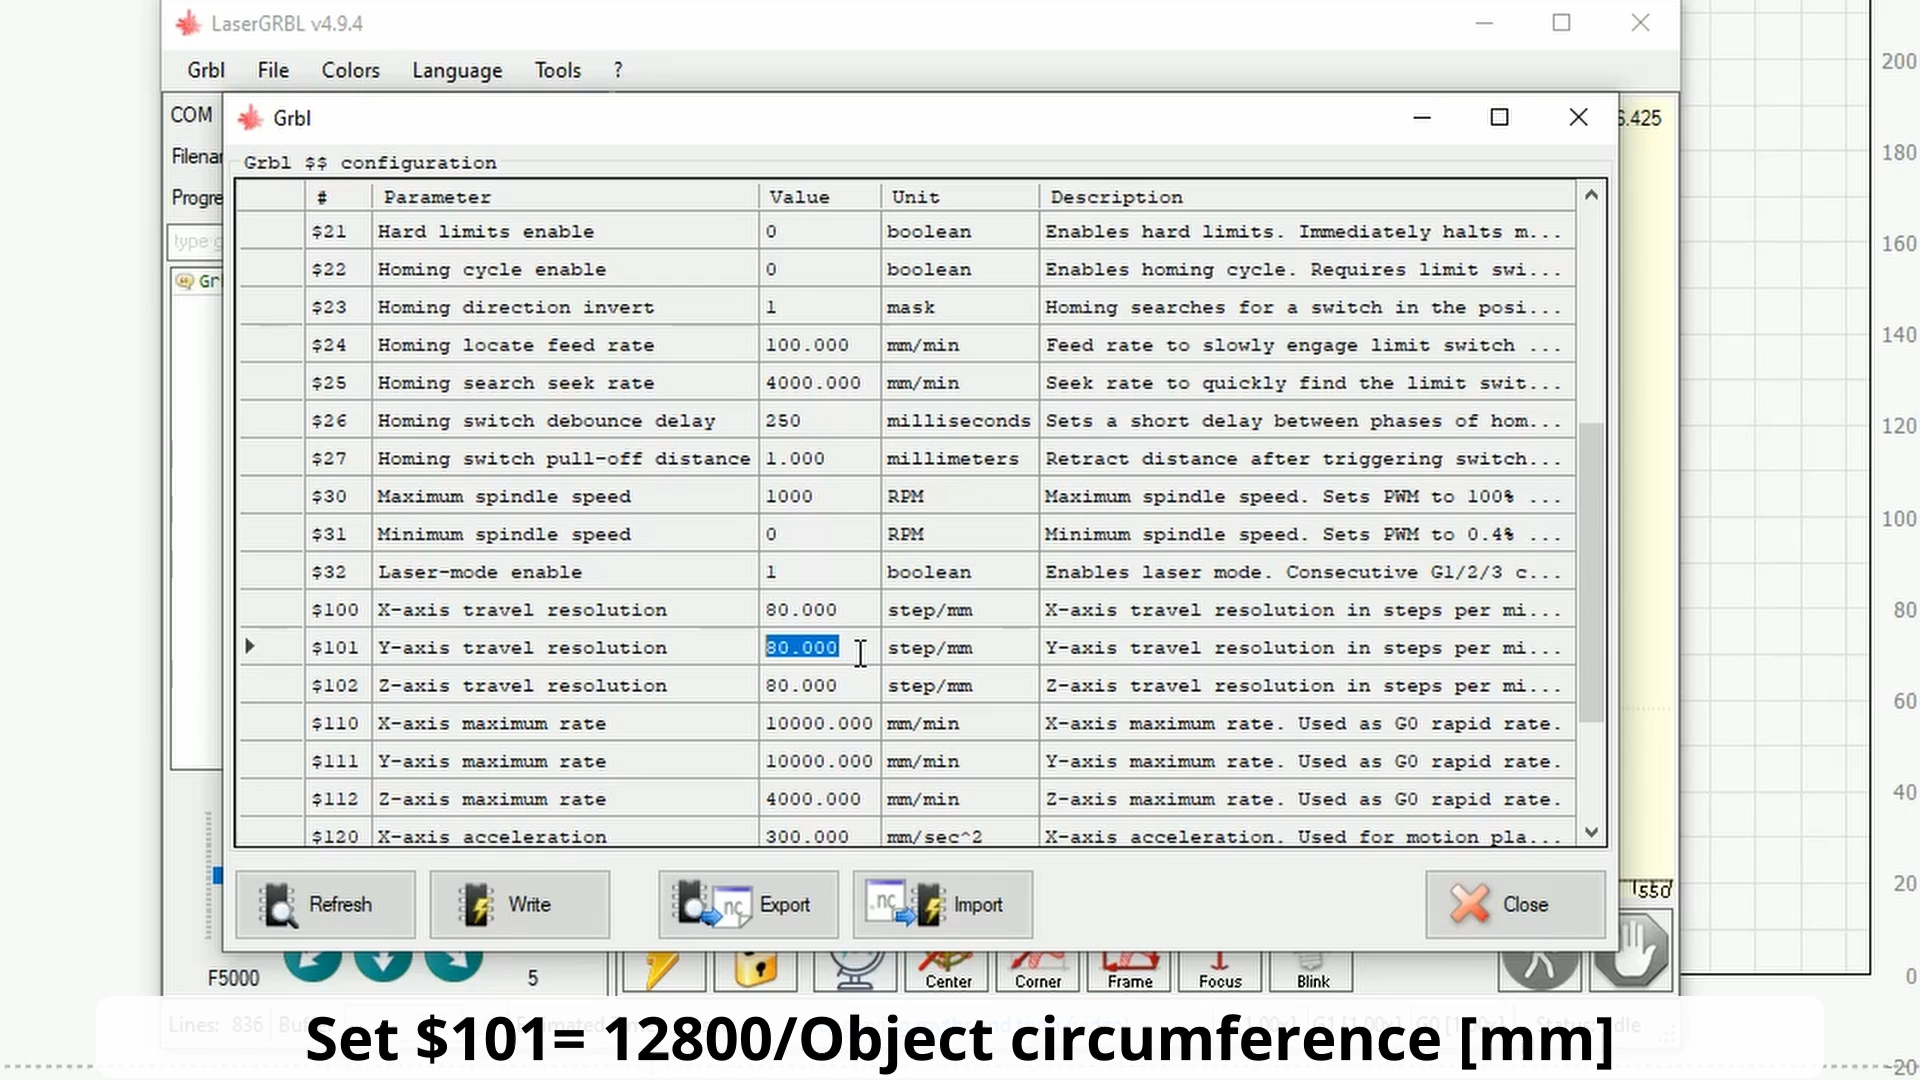 LaserGRBL v4.9.4
Grbl File Colors Language Tools ?
COM
Grbl
6.425
Filenam
Grbl $$ configuration
Progre
# Parameter Value Unit Description
$21 Hard limits enable 0 boolean Enables hard limits. Immediately halts m...
type g
$22 Homing cycle enable 0 boolean Enables homing cycle. Requires limit swi...
Gr
$23 Homing direction invert 1 mask Homing searches for a switch in the posi...
$24 Homing locate feed rate 100.000 mm/min Feed rate to slowly engage limit switch ...
$25 Homing search seek rate 4000.000 mm/min Seek rate to quickly find the limit swit...
$26 Homing switch debounce delay 250 milliseconds Sets a short delay between phases of hom...
$27 Homing switch pull-off distance 1.000 millimeters Retract distance after triggering switch...
$30 Maximum spindle speed 1000 RPM Maximum spindle speed. Sets PWM to 100% ...
$31 Minimum spindle speed 0 RPM Minimum spindle speed. Sets PWM to 0.4% ...
$32 Laser-mode enable 1 boolean Enables laser mode. Consecutive G1/2/3 c...
$100 X-axis travel resolution 80.000 step/mm X-axis travel resolution in steps per mi...
$101 Y-axis travel resolution 80.000 step/mm Y-axis travel resolution in steps per mi...
$102 Z-axis travel resolution 80.000 step/mm Z-axis travel resolution in steps per mi...
$110 X-axis maximum rate 10000.000 mm/min X-axis maximum rate. Used as G0 rapid rate.
$111 Y-axis maximum rate 10000.000 mm/min Y-axis maximum rate. Used as G0 rapid rate.
$112 Z-axis maximum rate 4000.000 mm/min Z-axis maximum rate. Used as G0 rapid rate.
$120 X-axis acceleration 300.000 mm/sec^2 X-axis acceleration. Used for motion pla...
Refresh Write Export Import Close
550
F5000 5 Center Corner Frame Focus Blink
Lines: 836
Set $101= 12800/Object circumference [mm]
200
180
160
140
120
100
80
60
40
20
0
-20